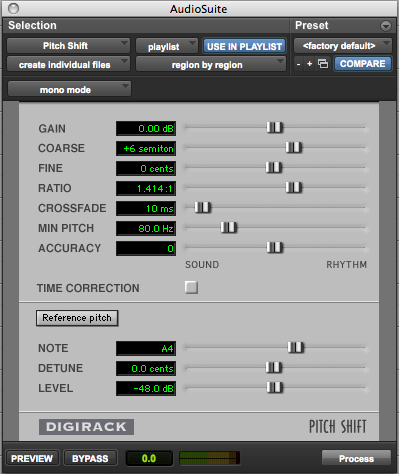 AudioSuite
Selection Preset
Pitch Shift playlist USE IN PLAYLIST <factory default>
create individual files region by region - + COMPARE
mono mode
GAIN 0.00 dB
COARSE +6 semiton
FINE 0 cents
RATIO 1.414:1
CROSSFADE 10 ms
MIN PITCH 80.0 Hz
ACCURACY 0
SOUND RHYTHM
TIME CORRECTION
Reference pitch
NOTE A4
DETUNE 0.0 cents
LEVEL -48.0 dB
DIGIRACK PITCH SHIFT
PREVIEW BYPASS 0.0 Process